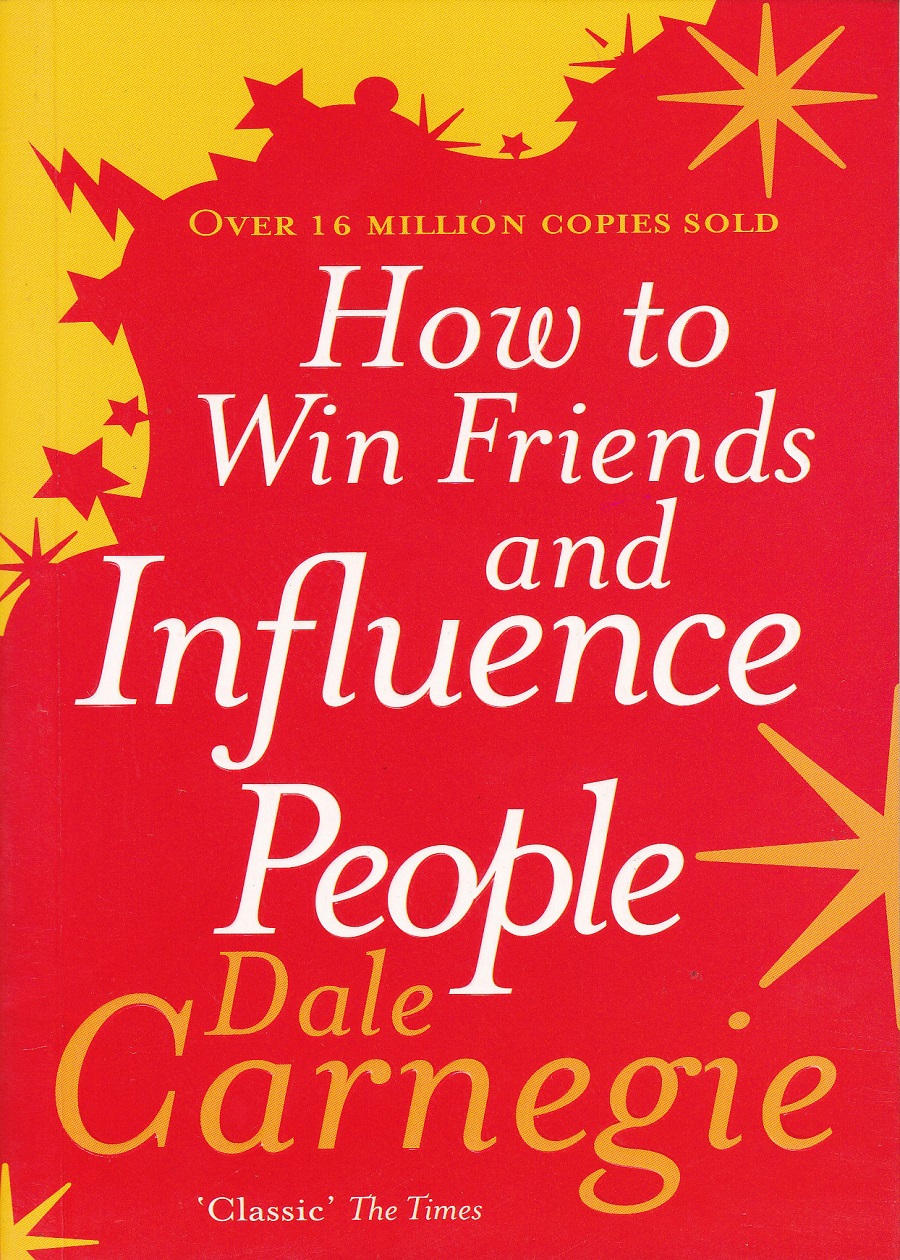 OVER 16 MILLION COPIES SOLD
How to
Win Friends
and
Influence
People
Dale
Carnegie
‘Classic’ The Times